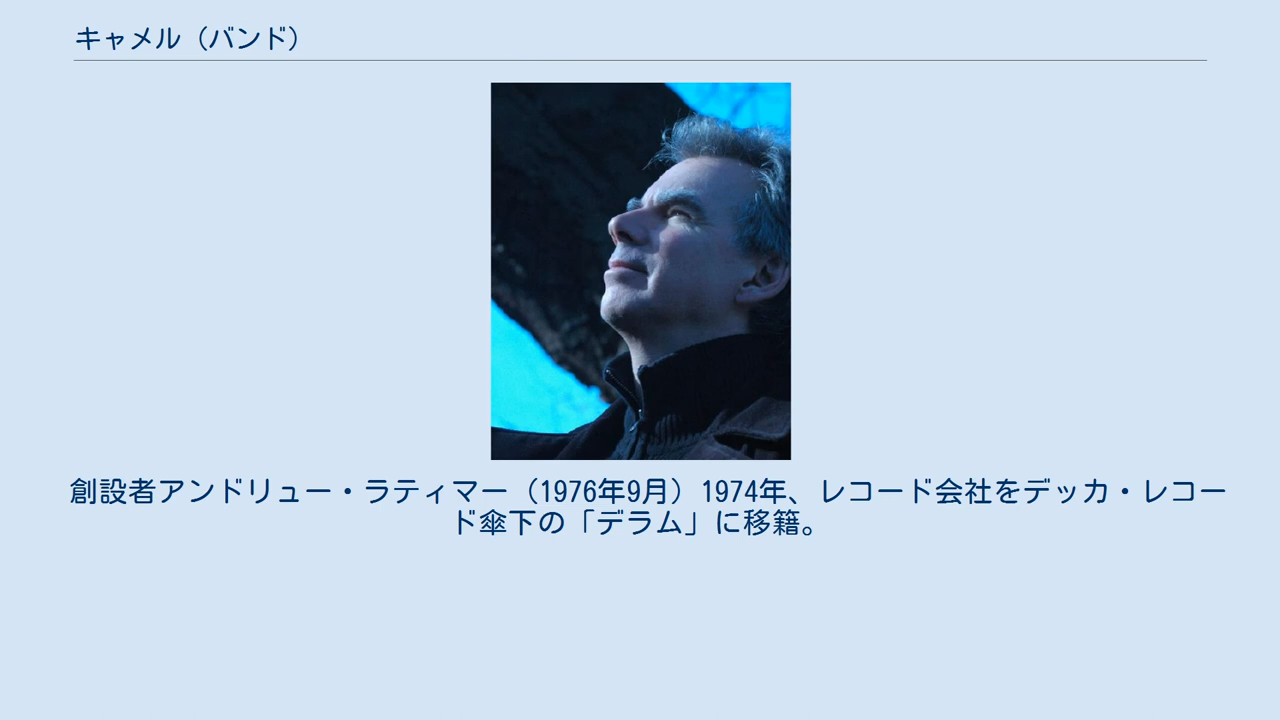 キャメル（バンド）
創設者アンドリュー・ラティマー（1976年9月）1974年、レコード会社をデッカ・レコー
ド傘下の「デラム」に移籍。